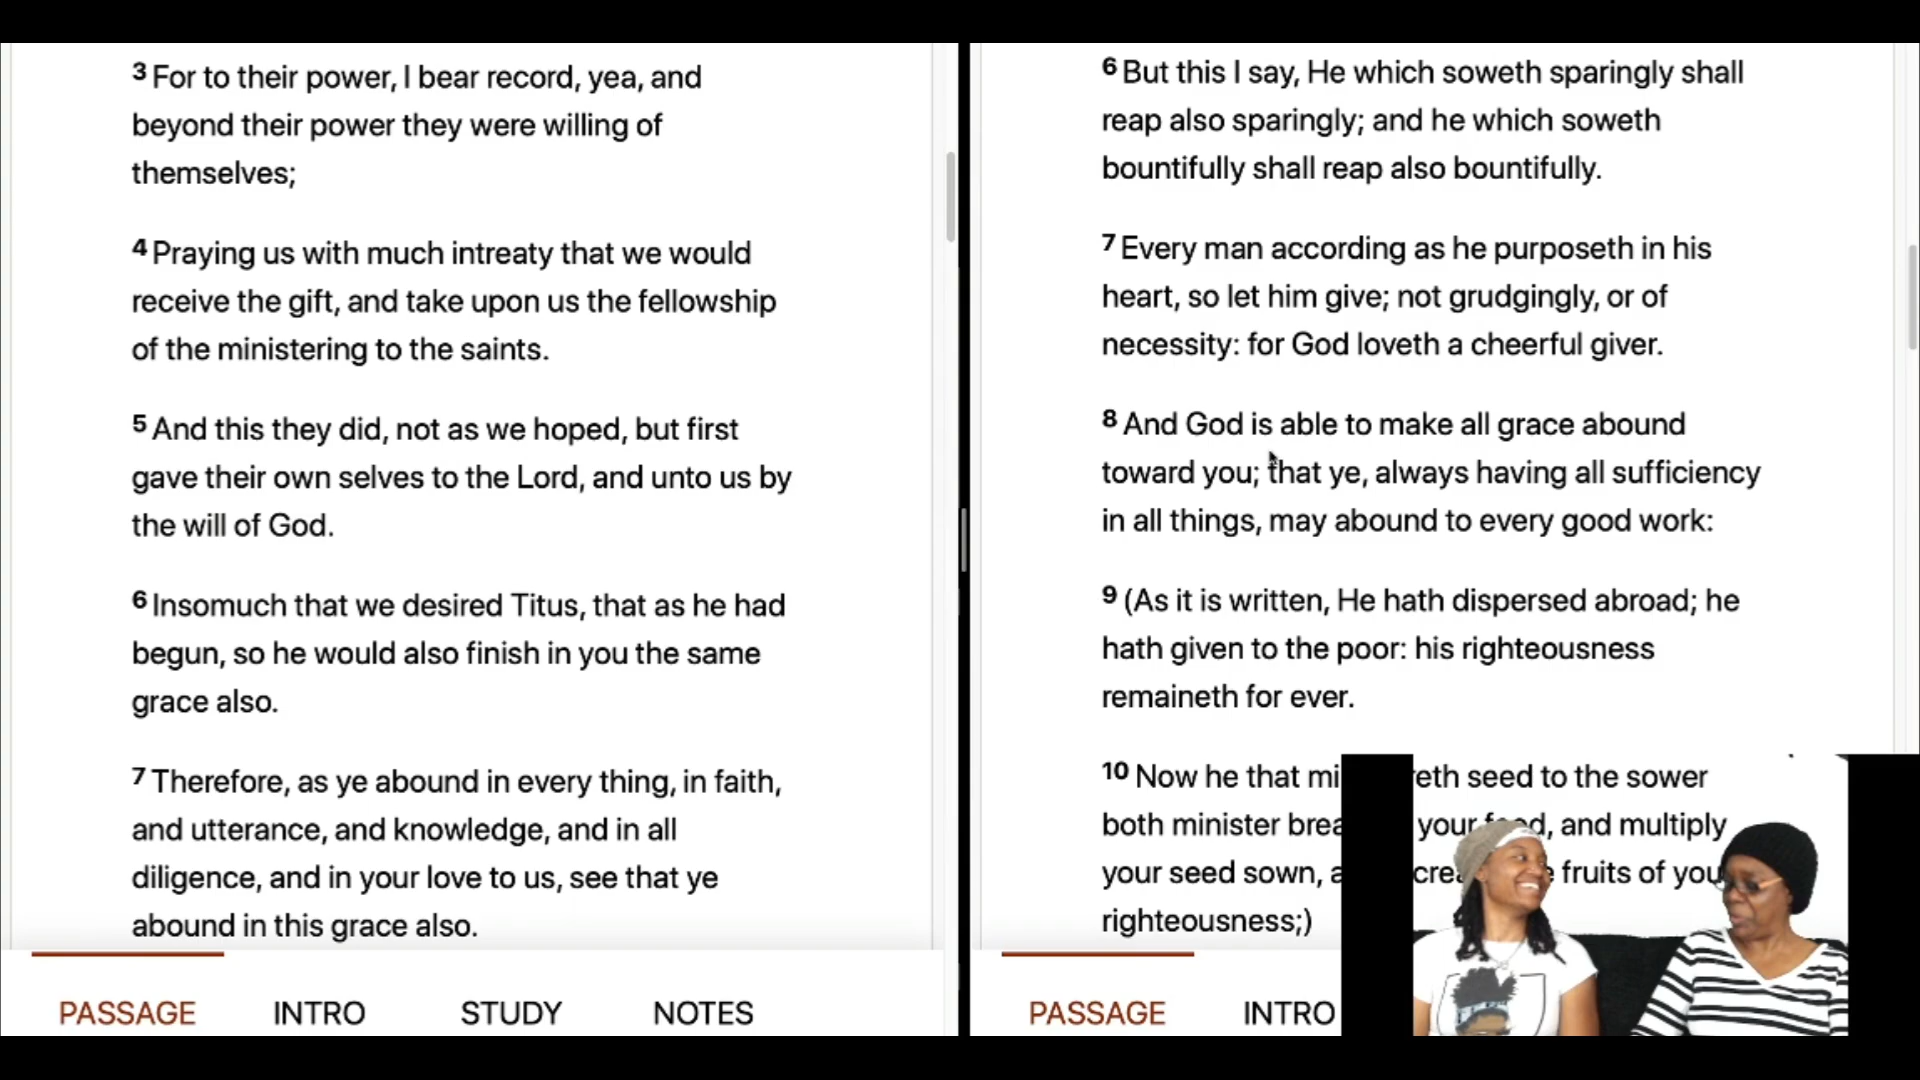 3 For to their power, I bear record, yea, and
beyond their power they were willing of
themselves;
4 Praying us with much intreaty that we would
receive the gift, and take upon us the fellowship
of the ministering to the saints.
5 And this they did, not as we hoped, but first
gave their own selves to the Lord, and unto us by
the will of God.
6 Insomuch that we desired Titus, that as he had
begun, so he would also finish in you the same
grace also.
7 Therefore, as ye abound in every thing, in faith,
and utterance, and knowledge, and in all
diligence, and in your love to us, see that ye
abound in this grace also.
PASSAGE INTRO STUDY NOTES
6 But this I say, He which soweth sparingly shall
reap also sparingly; and he which soweth
bountifully shall reap also bountifully.
7 Every man according as he purposeth in his
heart, so let him give; not grudgingly, or of
necessity: for God loveth a cheerful giver.
8 And God is able to make all grace abound
toward you; that ye, always having all sufficiency
in all things, may abound to every good work:
9 (As it is written, He hath dispersed abroad; he
hath given to the poor: his righteousness
remaineth for ever.
10 Now he that seed to the sower
both minister your and multiply
your seed sown, fruits of
righteousness;)
PASSAGE INTRO